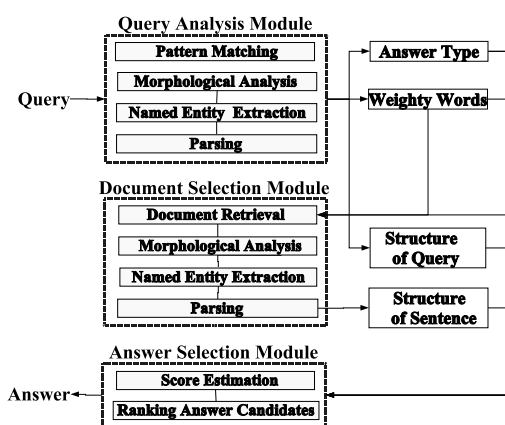 Query Analysis Module
Pattern Matching
Morphological Analysis
Named Entity Extraction
Parsing
Query
Answer Type
Weighty Words
Document Selection Module
Document Retrieval
Morphological Analysis
Named Entity Extraction
Parsing
Structure
of Query
Structure
of Sentence
Answer Selection Module
Score Estimation
Ranking Answer Candidates
Answer